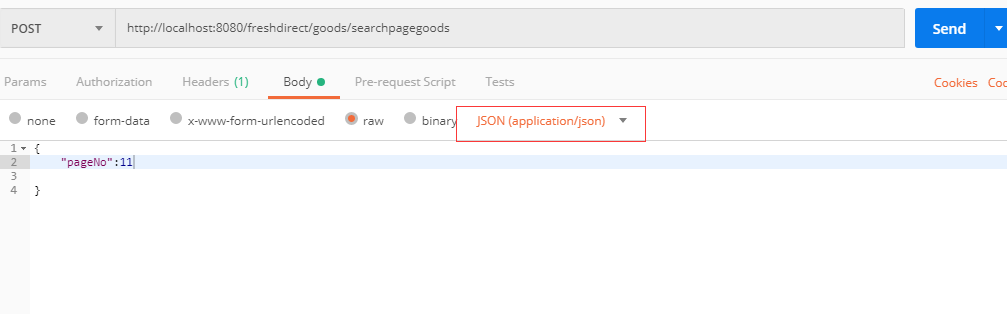 POST http://localhost:8080/freshdirect/goods/searchpagegoods Send
Params Authorization Headers (1) Body Pre-request Script Tests Cookies Coo
none form-data x-www-form-urlencoded raw binary JSON (application/json)
1 {
2 "pageNo":11
3
4 }